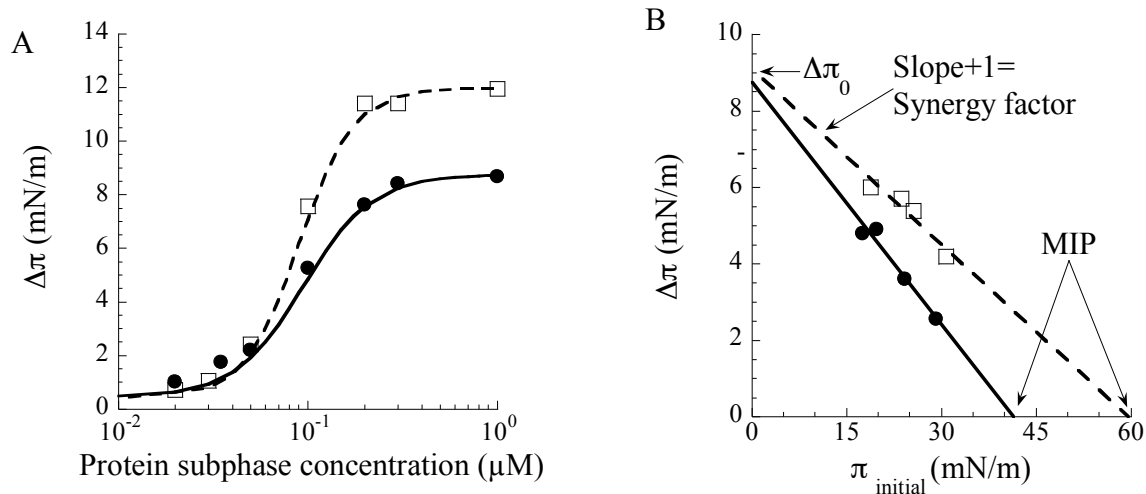 A
14
12
10
8
6
4
2
0
Δπ (mN/m)
10⁻²
10⁻¹
10⁰
Protein subphase concentration (μM)
B
10
8
6
4
2
0
Δπ (mN/m)
Δπ₀
Slope+1=
Synergy factor
MIP
0
15
30
45
60
π initial (mN/m)